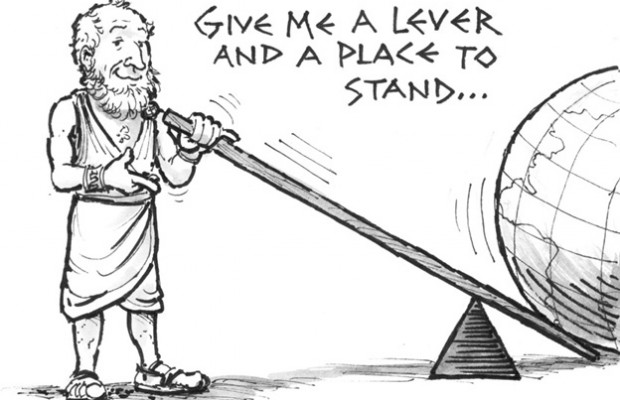 GIVE ME A LEVER
AND A PLACE TO
STAND...